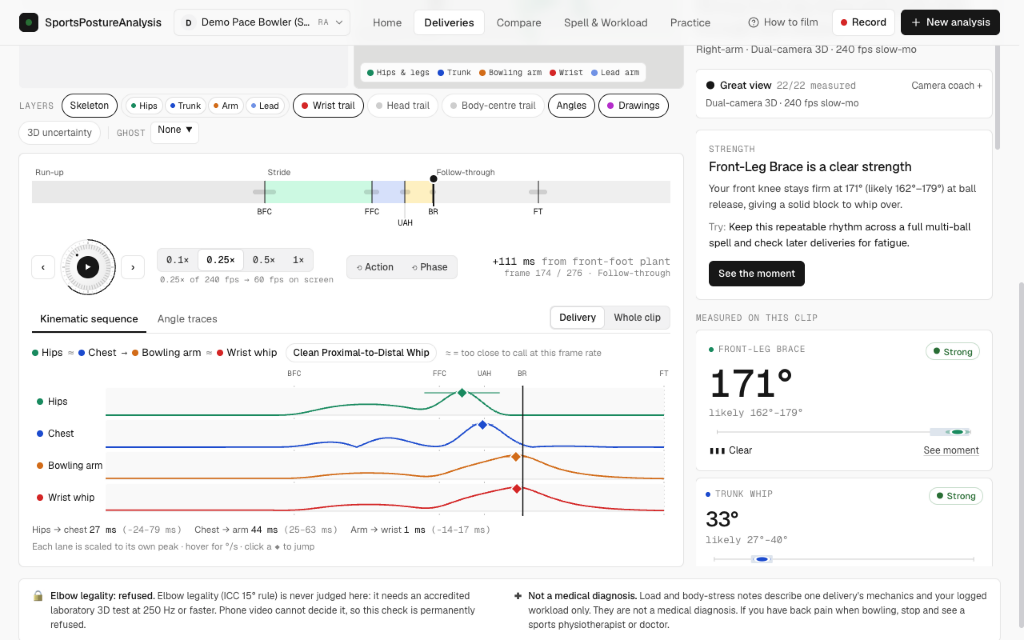 SportsPostureAnalysis
D Demo Pace Bowler (S... RA
Home
Deliveries
Compare
Spell & Workload
Practice
How to film
Record
+ New analysis
Hips & legs Trunk Bowling arm Wrist Lead arm
LAYERS Skeleton Hips Trunk Arm Lead Wrist trail Head trail Body-centre trail Angles Drawings
3D uncertainty GHOST None ▼
Run-up Stride Follow-through
BFC FFC BR FT
UAH
‹ ▶ ›
0.1× 0.25× 0.5× 1×
0.25× of 240 fps → 60 fps on screen
⟲ Action ⟲ Phase
+111 ms from front-foot plant
frame 174 / 276 · Follow-through
Kinematic sequence Angle traces
Delivery Whole clip
Hips ≈ Chest → Bowling arm ≈ Wrist whip Clean Proximal-to-Distal Whip ≈ = too close to call at this frame rate
BFC FFC UAH BR FT
Hips
Chest
Bowling arm
Wrist whip
Hips → chest 27 ms (-24–79 ms) Chest → arm 44 ms (25–63 ms) Arm → wrist 1 ms (-14–17 ms)
Each lane is scaled to its own peak · hover for °/s · click a ◆ to jump
Right-arm · Dual-camera 3D · 240 fps slow-mo
Great view 22/22 measured Camera coach +
Dual-camera 3D · 240 fps slow-mo
STRENGTH
Front-Leg Brace is a clear strength
Your front knee stays firm at 171° (likely 162°–179°) at ball
release, giving a solid block to whip over.
Try: Keep this repeatable rhythm across a full multi-ball
spell and check later deliveries for fatigue.
See the moment
MEASURED ON THIS CLIP
FRONT-LEG BRACE Strong
171°
likely 162°–179°
Clear See moment
TRUNK WHIP Strong
33°
likely 27°–40°
Elbow legality: refused. Elbow legality (ICC 15° rule) is never judged here: it needs an accredited
laboratory 3D test at 250 Hz or faster. Phone video cannot decide it, so this check is permanently
refused.
Not a medical diagnosis. Load and body-stress notes describe one delivery's mechanics and your logged
workload only. They are not a medical diagnosis. If you have back pain when bowling, stop and see a
sports physiotherapist or doctor.